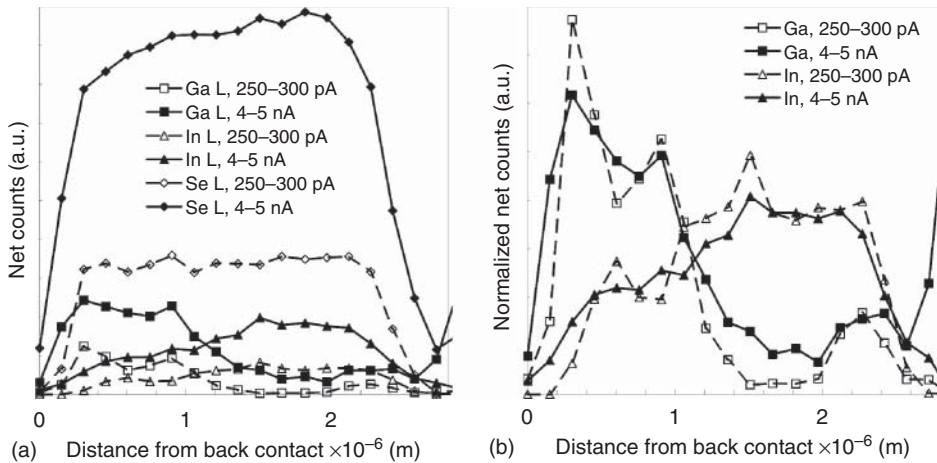 Net counts (a.u.)
Ga L, 250–300 pA
Ga L, 4–5 nA
In L, 250–300 pA
In L, 4–5 nA
Se L, 250–300 pA
Se L, 4–5 nA
0 1 2
(a) Distance from back contact ×10⁻⁶ (m)
Normalized net counts (a.u.)
Ga, 250–300 pA
Ga, 4–5 nA
In, 250–300 pA
In, 4–5 nA
0 1 2
(b) Distance from back contact ×10⁻⁶ (m)